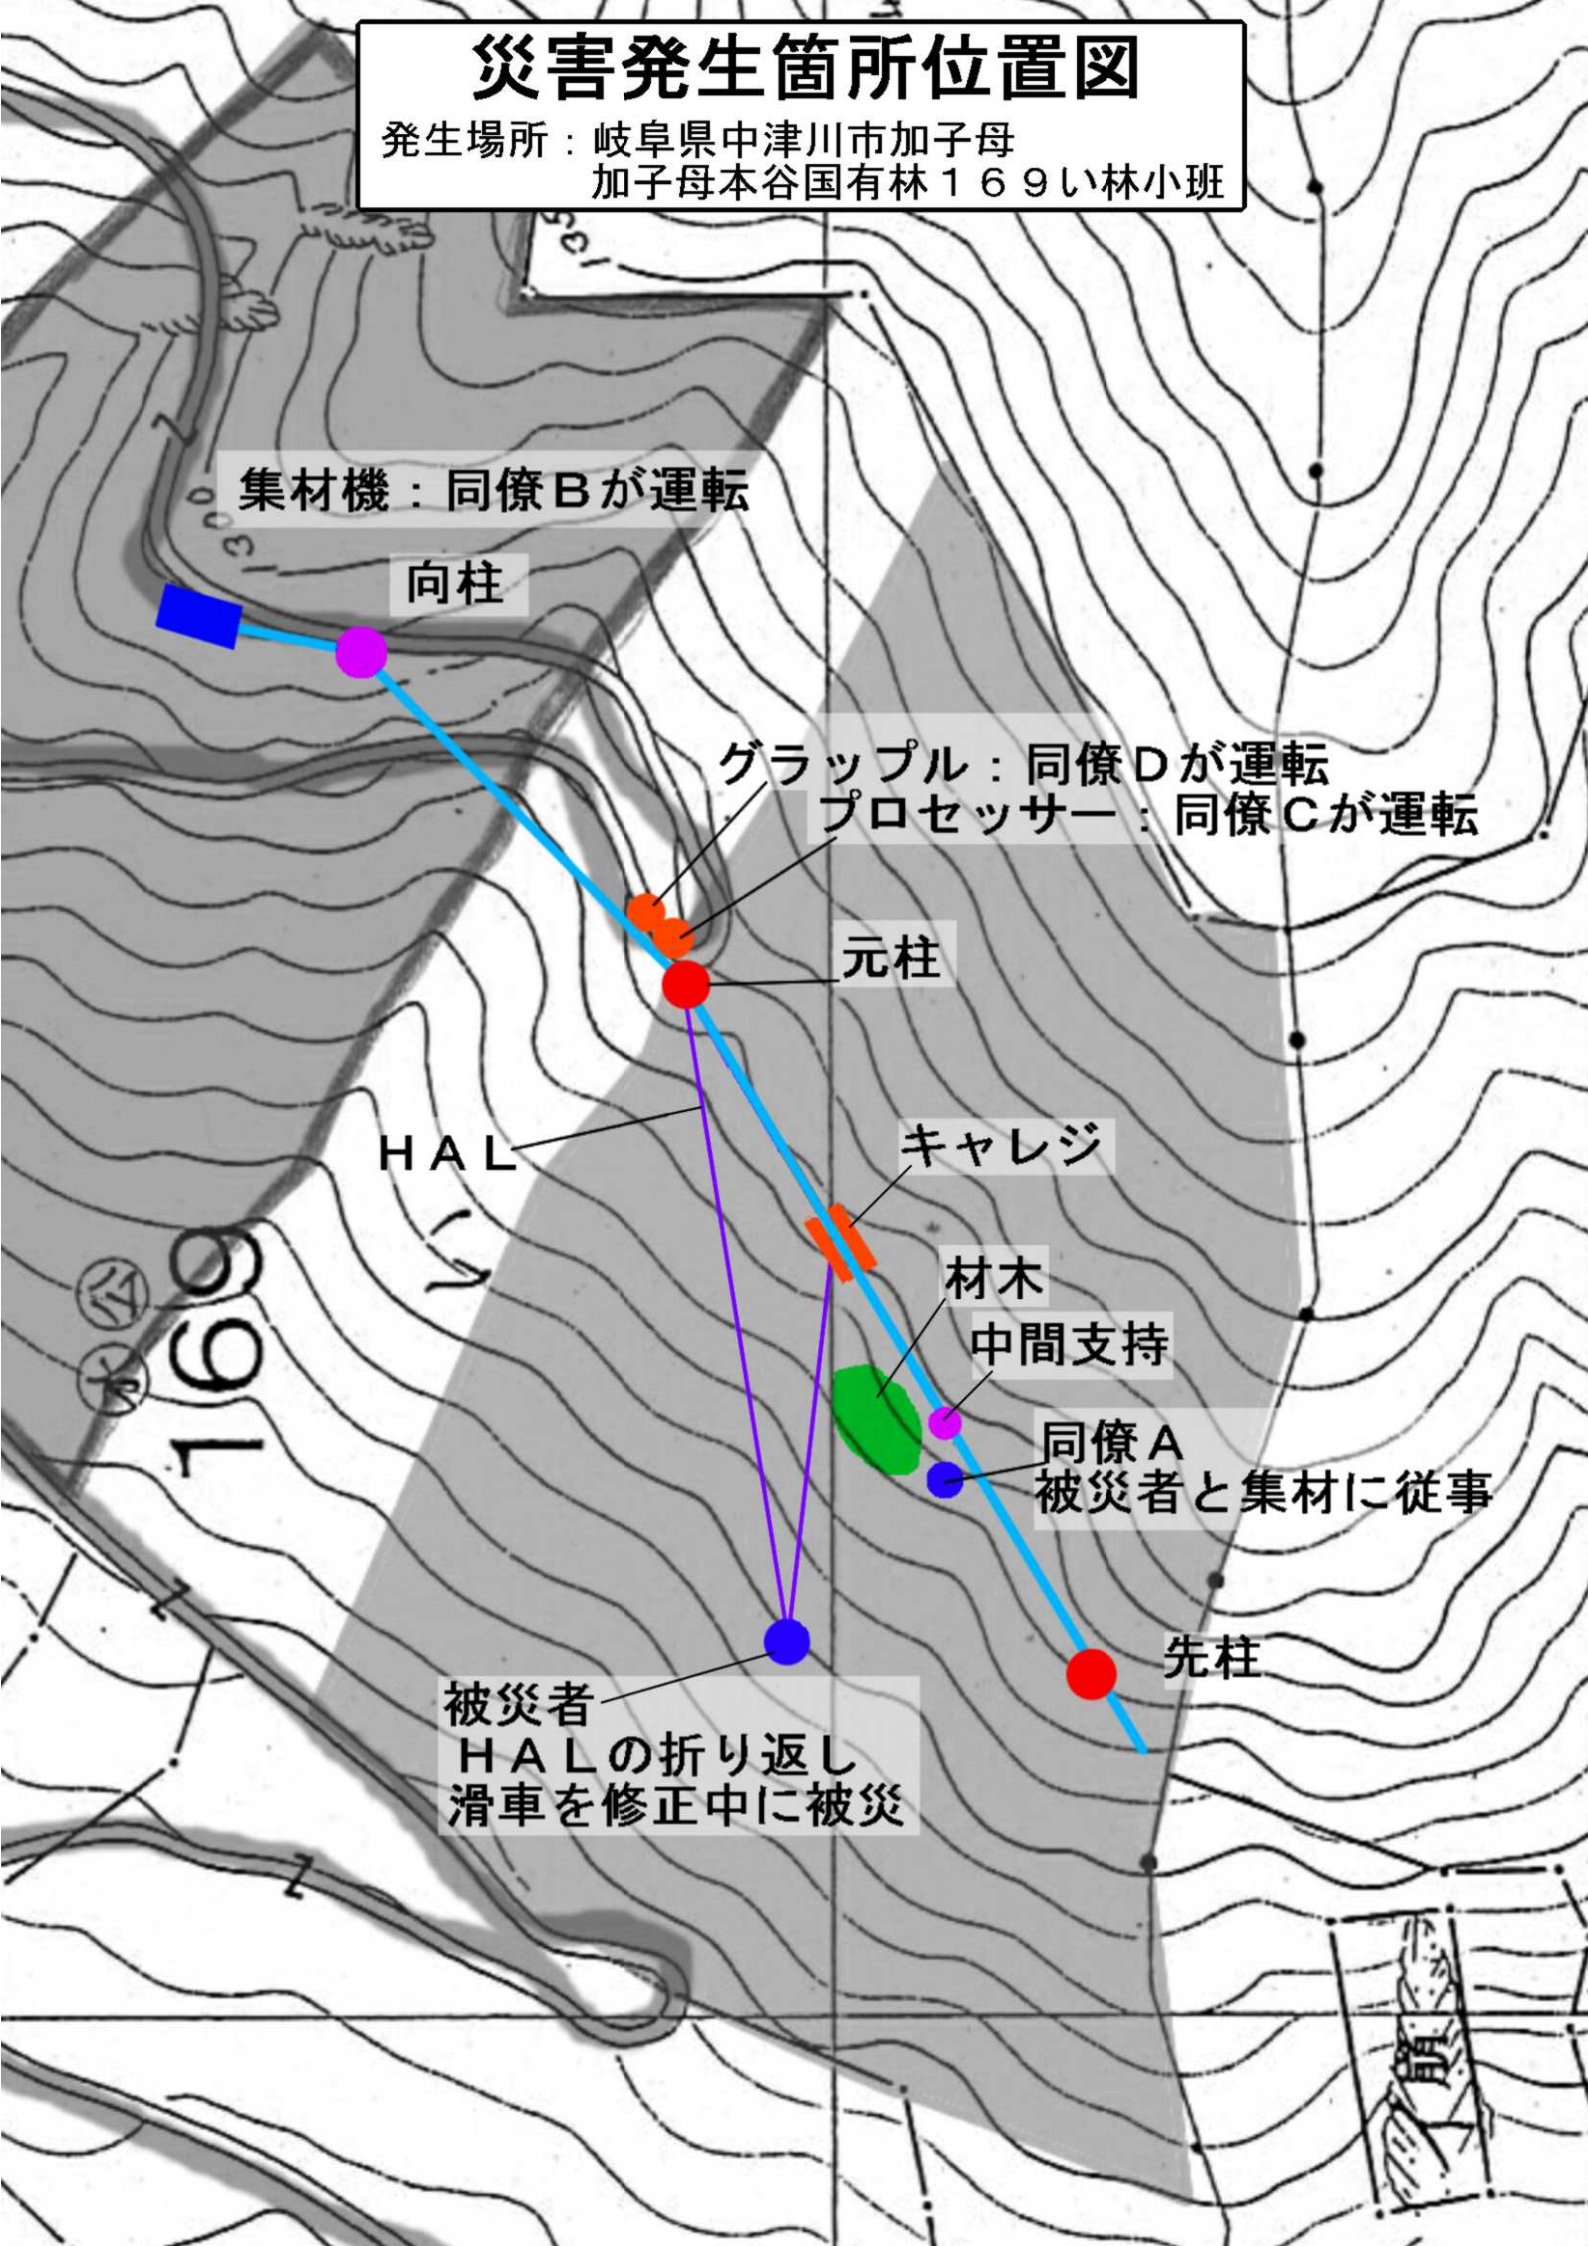 災害発生箇所位置図
発生場所：岐阜県中津川市加子母
加子母本谷国有林１６９い林小班
135
集材機：同僚Ｂが運転
1300
向柱
グラップル：同僚Ｄが運転
プロセッサー：同僚Ｃが運転
元柱
ＨＡＬ
キャレジ
い
材木
169
中間支持
同僚Ａ
被災者と集材に従事
先柱
被災者
ＨＡＬの折り返し
滑車を修正中に被災
崩